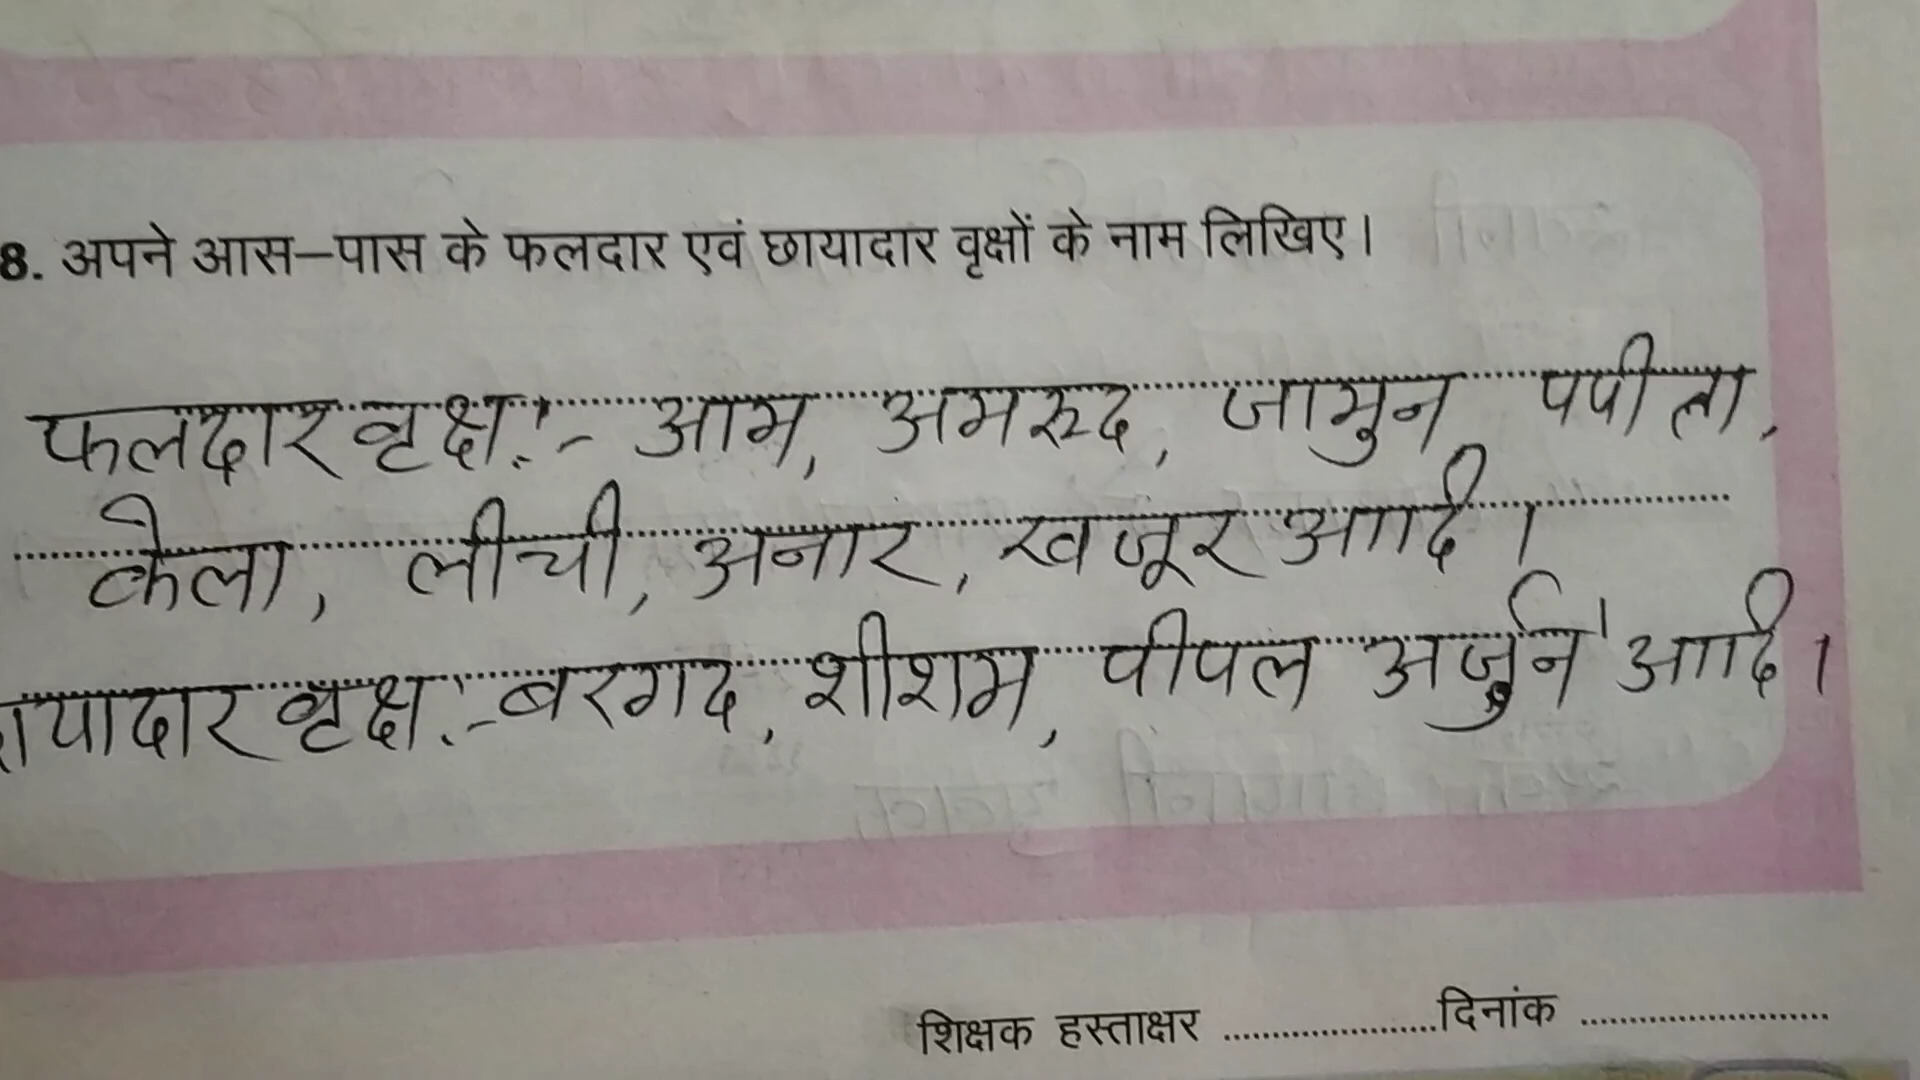 8. अपने आस–पास के फलदार एवं छायादार वृक्षों के नाम लिखिए।
फलदार वृक्ष:- आम, अमरूद, जामुन पपीता,
केला, लीची, अनार, खजूर आदि।
ायादार वृक्ष:- बरगद, शीशम, पीपल अर्जुन आदि।
शिक्षक हस्ताक्षर ....................दिनांक .......................